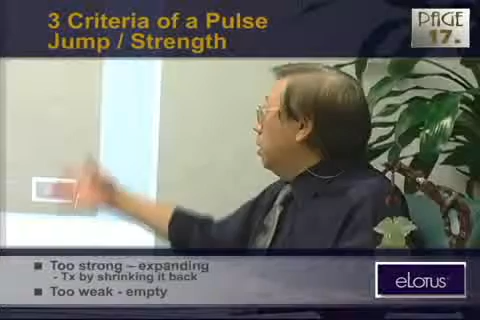 3 Criteria of a Pulse
Jump / Strength
PAGE
17.
Too strong – expanding
- Tx by shrinking it back
Too weak - empty
eLotus